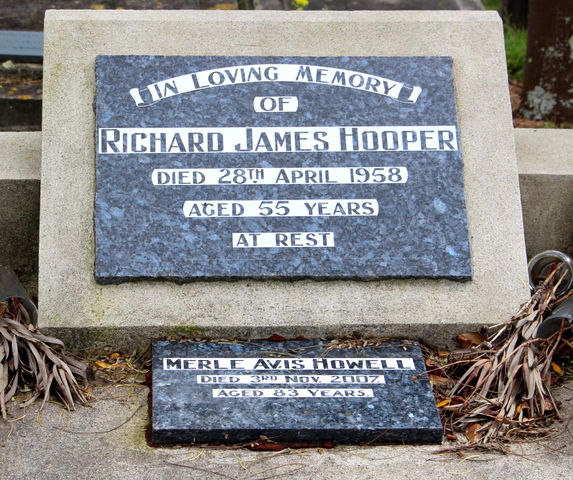 IN LOVING MEMORY
OF
RICHARD JAMES HOOPER
DIED 28TH APRIL 1958
AGED 55 YEARS
AT REST
MERLE AVIS HOWELL
DIED 3RD NOV. 2007
AGED 83 YEARS.